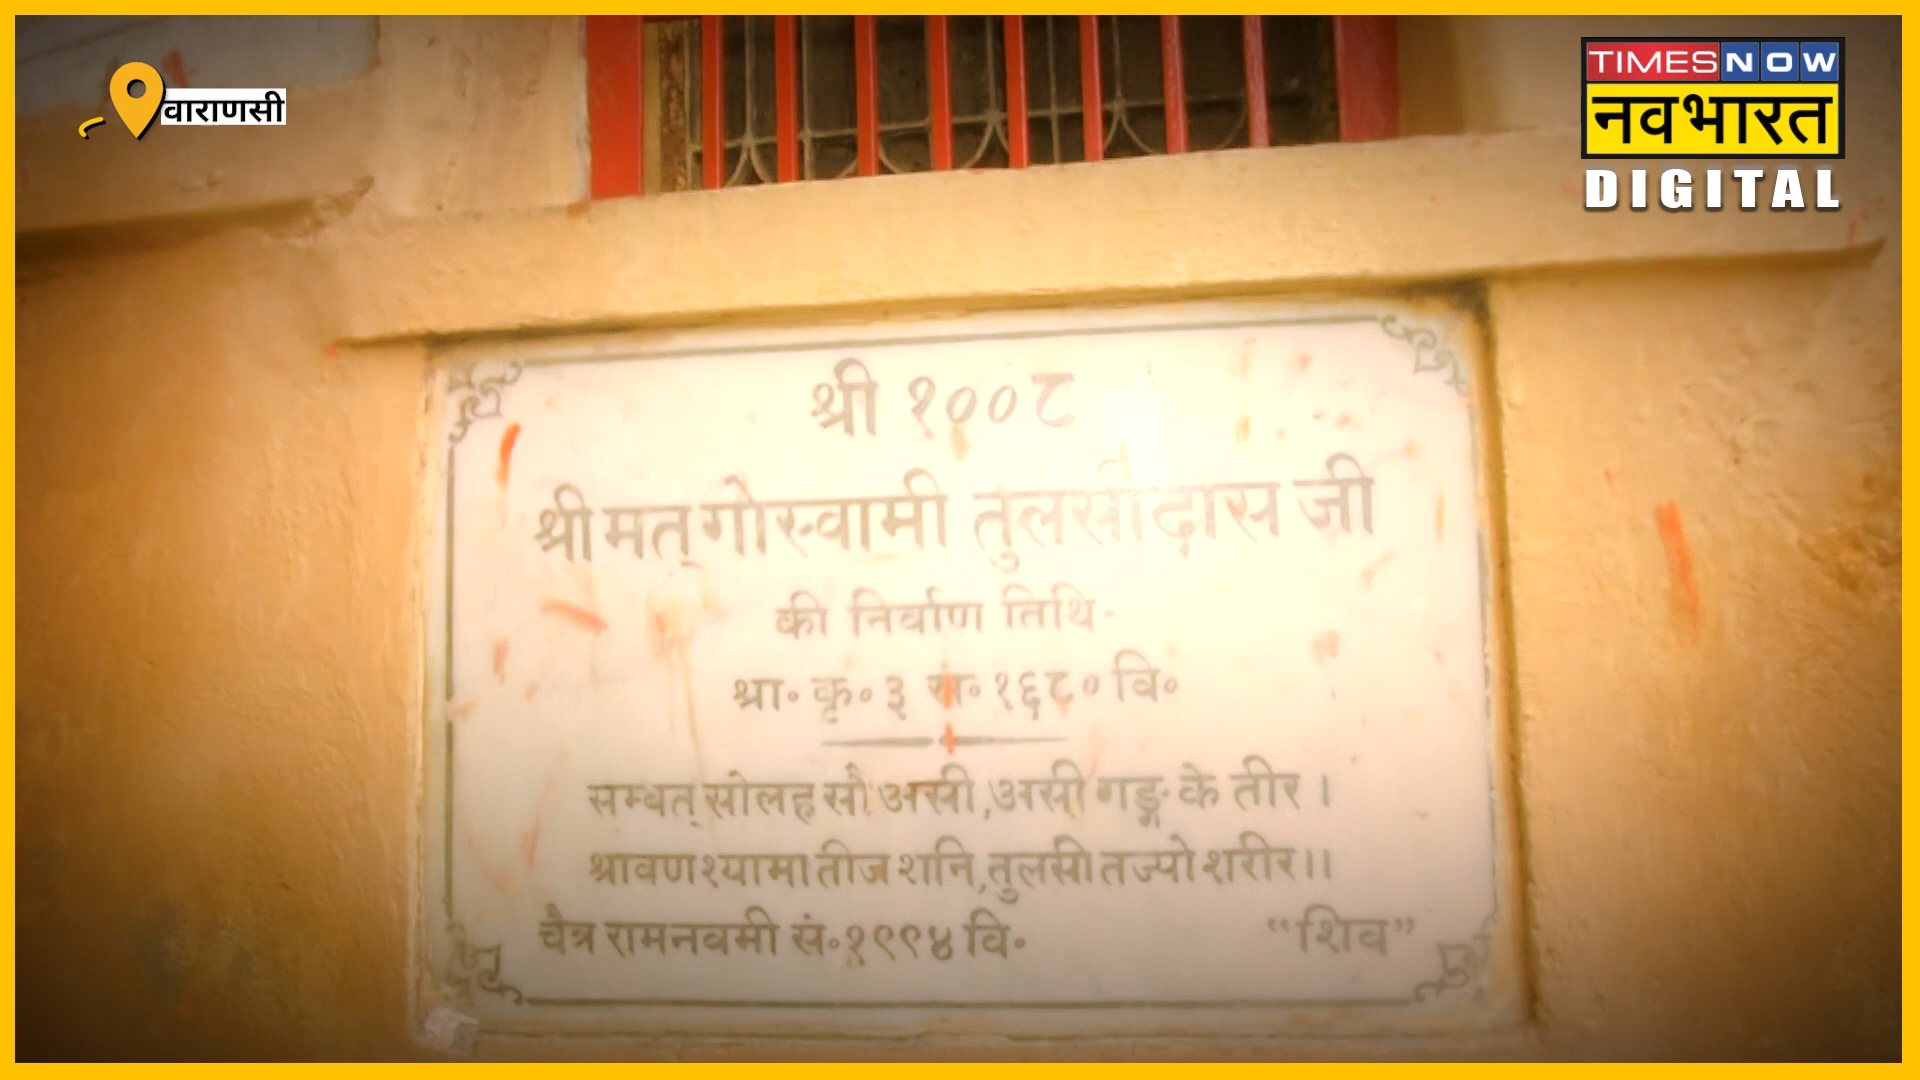 वाराणसी
TIMES NOW
नवभारत
DIGITAL
श्री १००८
श्रीमत् गोस्वामी तुलसीदास जी
की निर्वाण तिथि-
श्रा॰ कृ॰ ३ स॰ १६८० वि॰
सम्वत् सोलह सौ असी, असी गङ्ग के तीर ।
श्रावण श्यामा तीज शनि, तुलसी तज्यो शरीर ।।
चैत्र रामनवमी सं॰ १९९४ वि॰ “शिव”